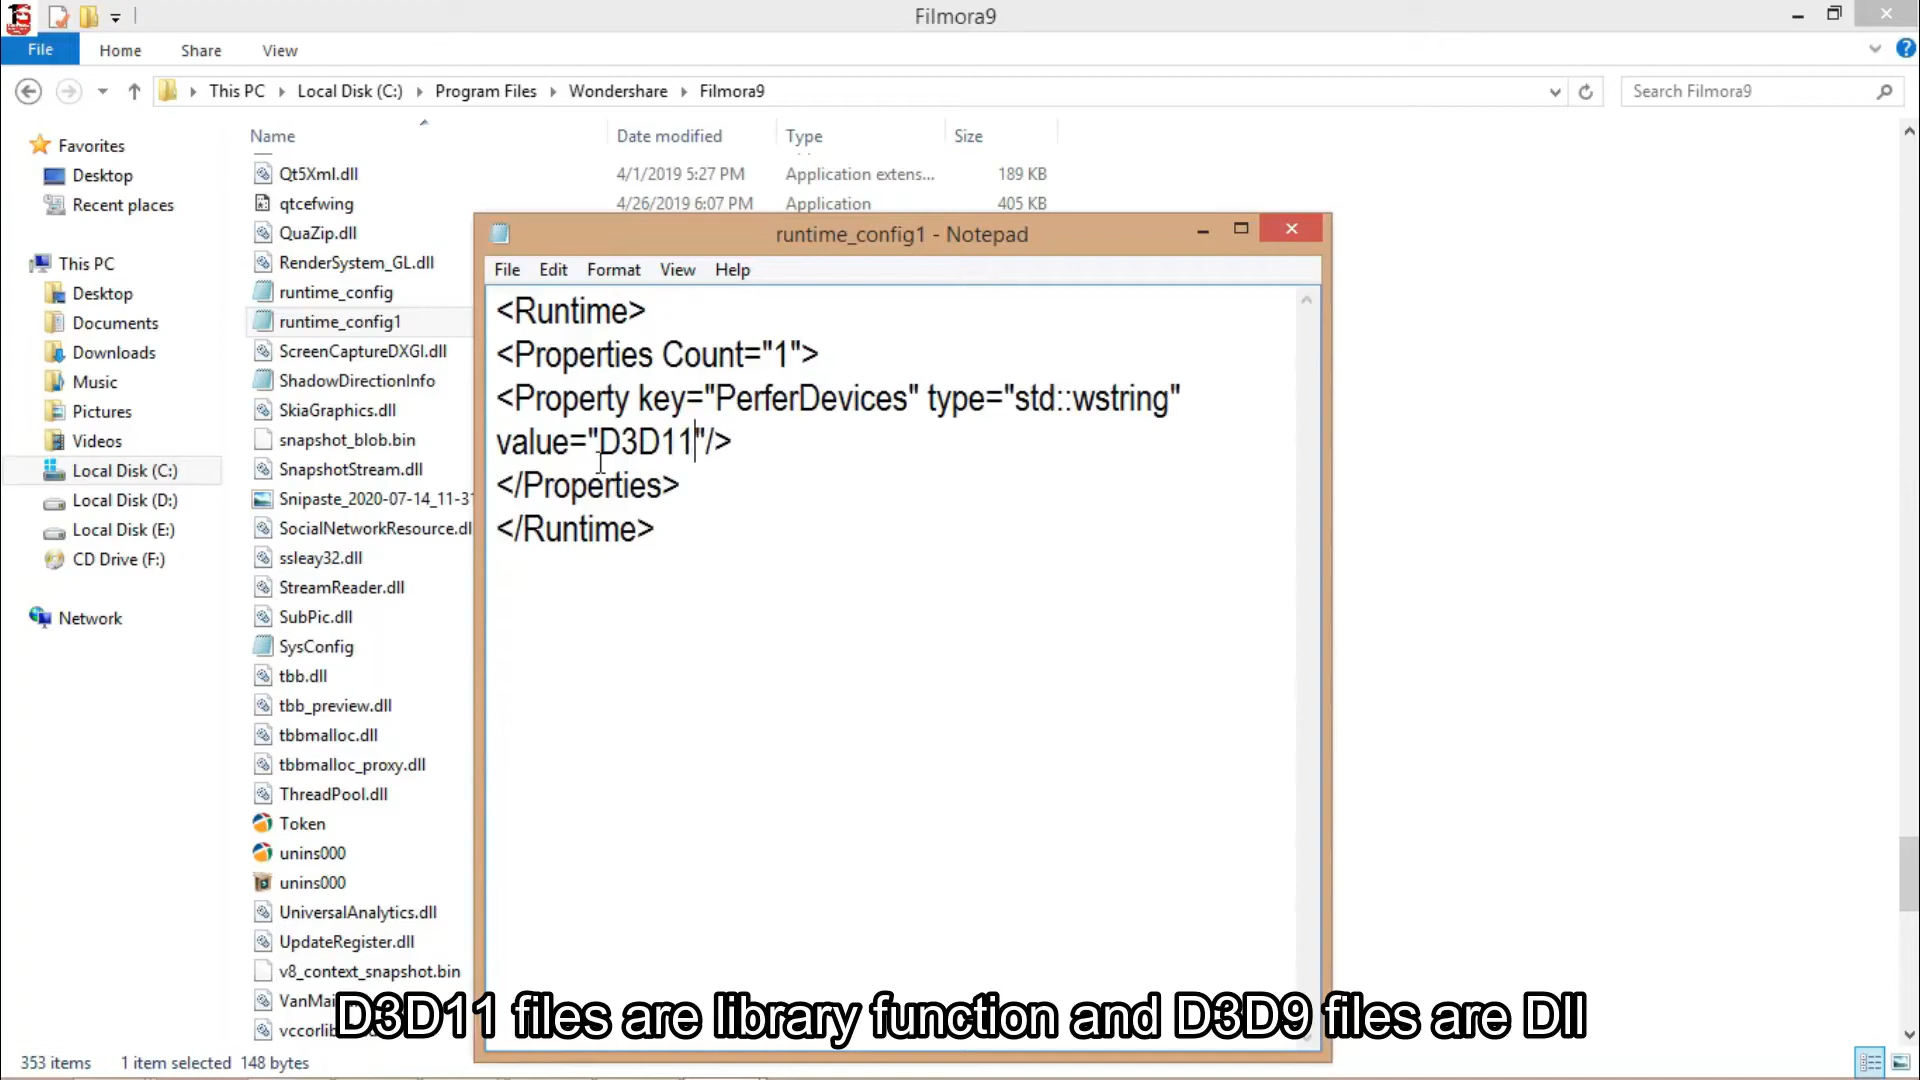 Filmora9
File Home Share View
This PC Local Disk (C:) Program Files Wondershare Filmora9
Search Filmora9
Name Date modified Type Size
Favorites
Desktop
Recent places
This PC
Desktop
Documents
Downloads
Music
Pictures
Videos
Local Disk (C:)
Local Disk (D:)
Local Disk (E:)
CD Drive (F:)
Network
Qt5Xml.dll 4/1/2019 5:27 PM Application extens... 189 KB
qtcefwing 4/26/2019 6:07 PM Application 405 KB
QuaZip.dll
RenderSystem_GL.dll
runtime_config
runtime_config1
ScreenCaptureDXGI.dll
ShadowDirectionInfo
SkiaGraphics.dll
snapshot_blob.bin
SnapshotStream.dll
Snipaste_2020-07-14_11-31
SocialNetworkResource.dl
ssleay32.dll
StreamReader.dll
SubPic.dll
SysConfig
tbb.dll
tbb_preview.dll
tbbmalloc.dll
tbbmalloc_proxy.dll
ThreadPool.dll
Token
unins000
unins000
UniversalAnalytics.dll
UpdateRegister.dll
v8_context_snapshot.bin
runtime_config1 - Notepad
File Edit Format View Help
<Runtime>
<Properties Count="1">
<Property key="PerferDevices" type="std::wstring"
value="D3D11"/>
</Properties>
</Runtime>
D3D11 files are library function and D3D9 files are Dll
353 items 1 item selected 148 bytes